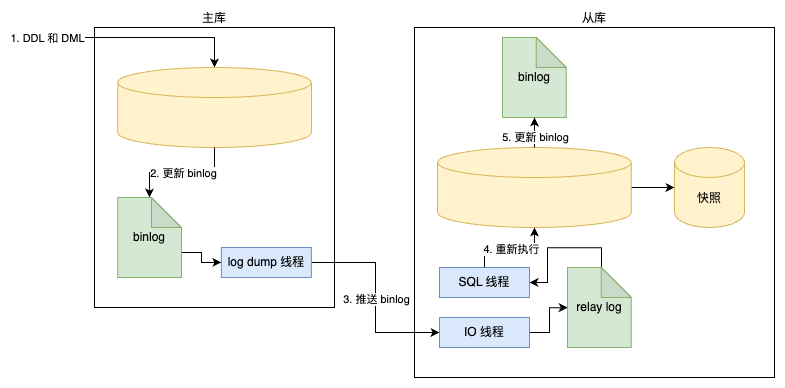 主库
从库
1. DDL 和 DML
binlog
2. 更新 binlog
5. 更新 binlog
快照
binlog
4. 重新执行
log dump 线程
SQL 线程
3. 推送 binlog
relay log
IO 线程